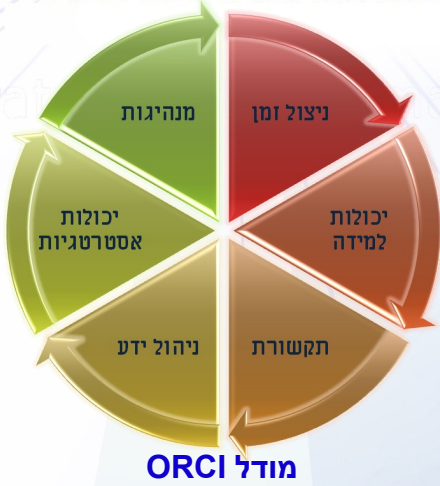 ניצול זמן
יכולות
למידה
תקשורת
ניהול ידע
יכולות
אסטרטגיות
מנהיגות
מודל ORCI